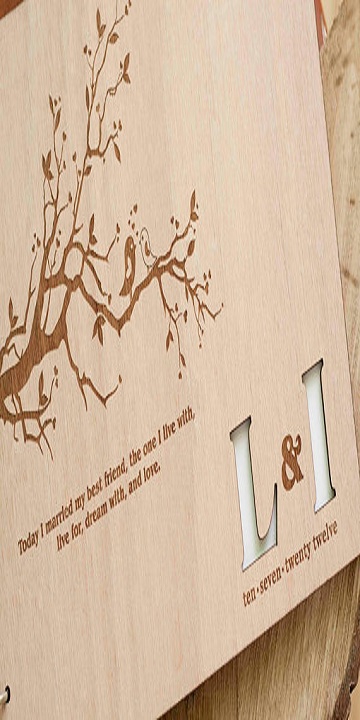 Today I married my best friend, the one I live with,
live for, dream with, and love.
L & I
ten•seven•twenty twelve